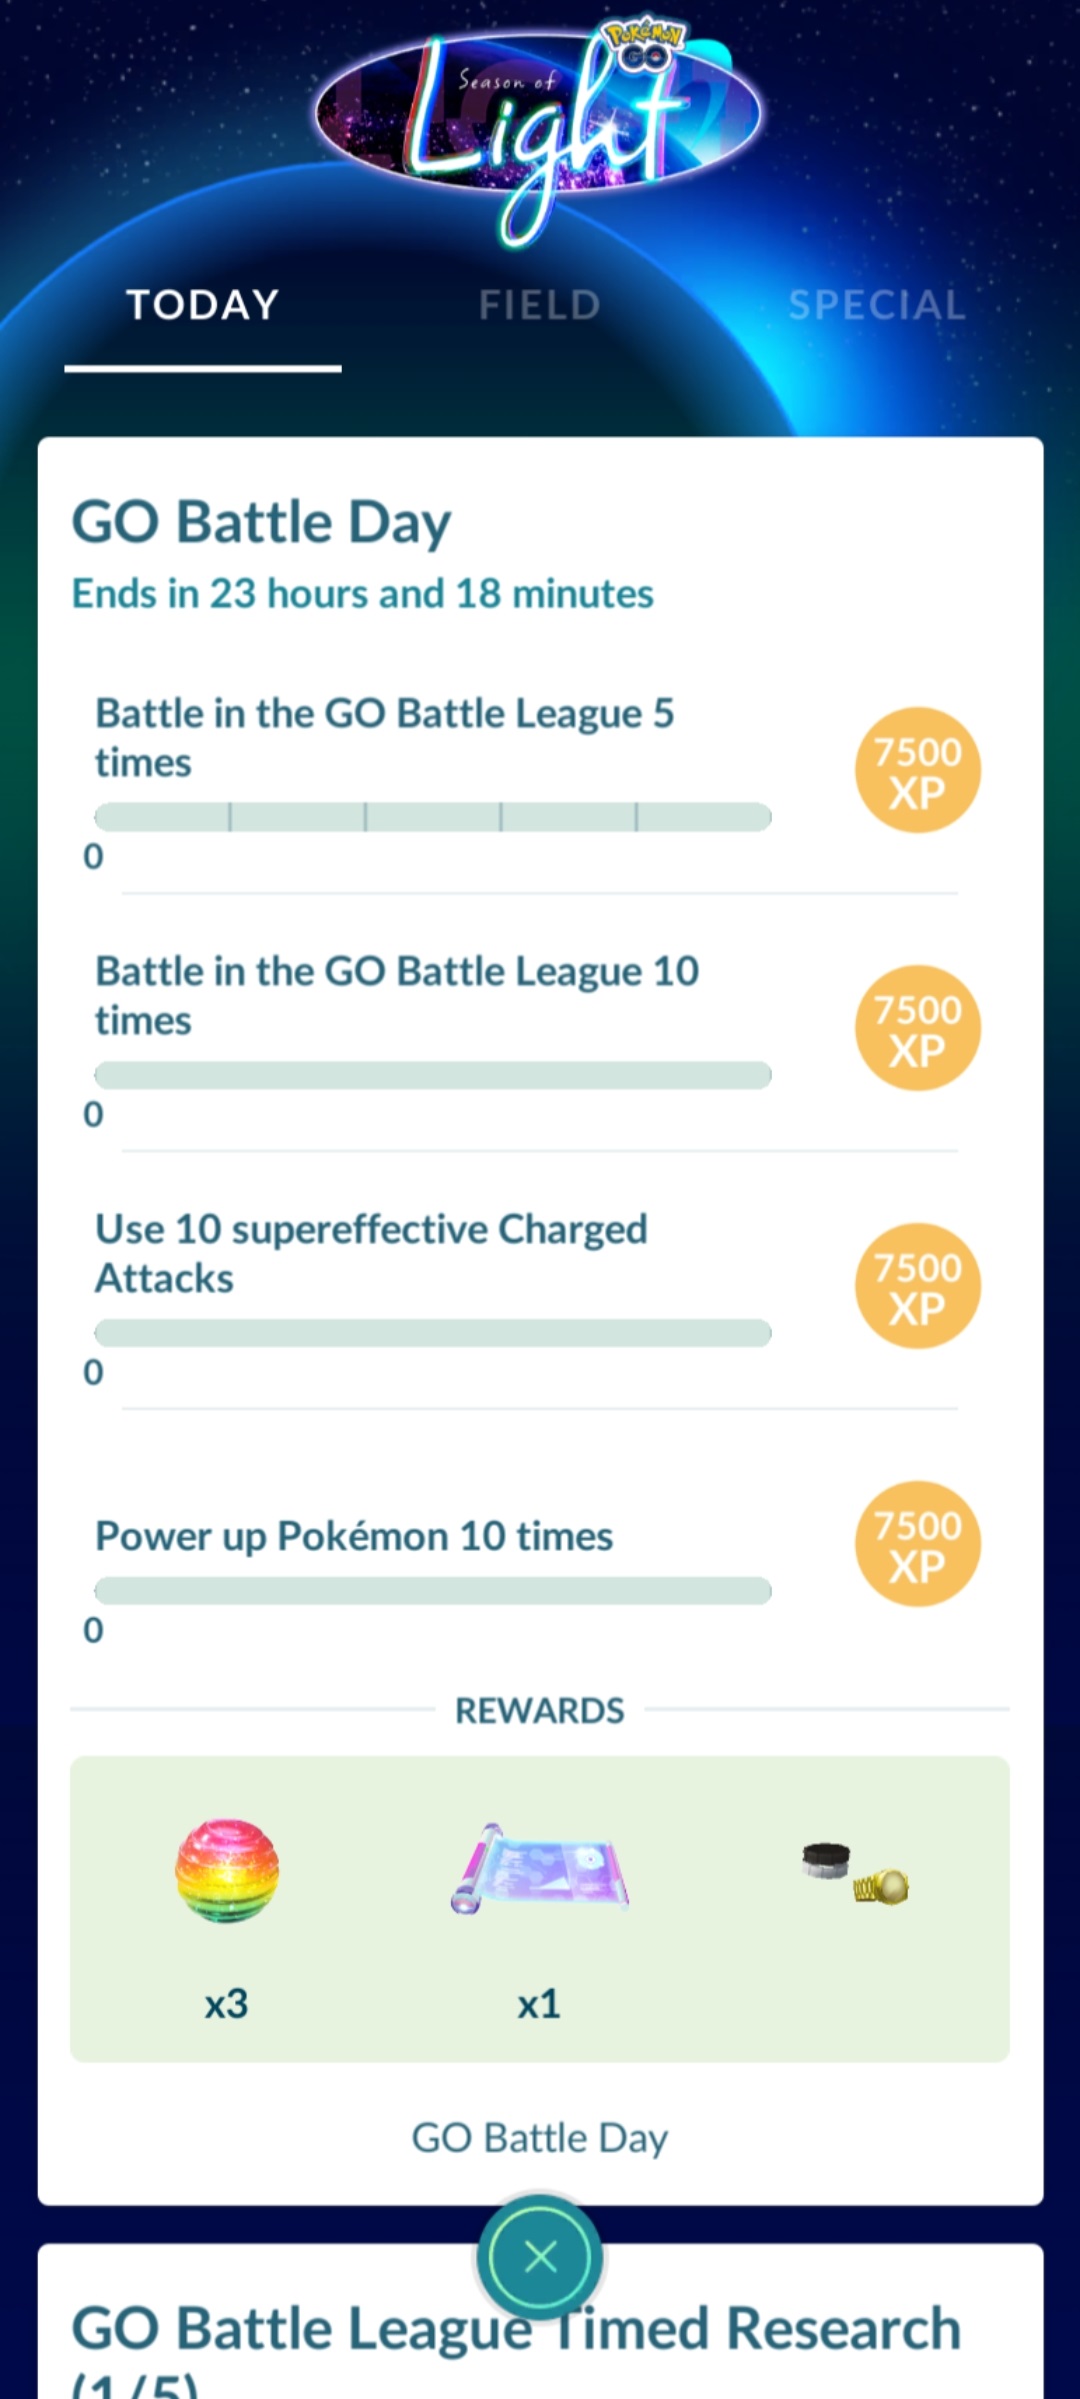 Pokémon
GO
Season of
Light
TODAY
FIELD
SPECIAL
GO Battle Day
Ends in 23 hours and 18 minutes
Battle in the GO Battle League 5
times
7500
XP
0
Battle in the GO Battle League 10
times
7500
XP
0
Use 10 supereffective Charged
Attacks
7500
XP
0
Power up Pokémon 10 times
7500
XP
0
REWARDS
x3
x1
GO Battle Day
GO Battle League Timed Research
(1/5)